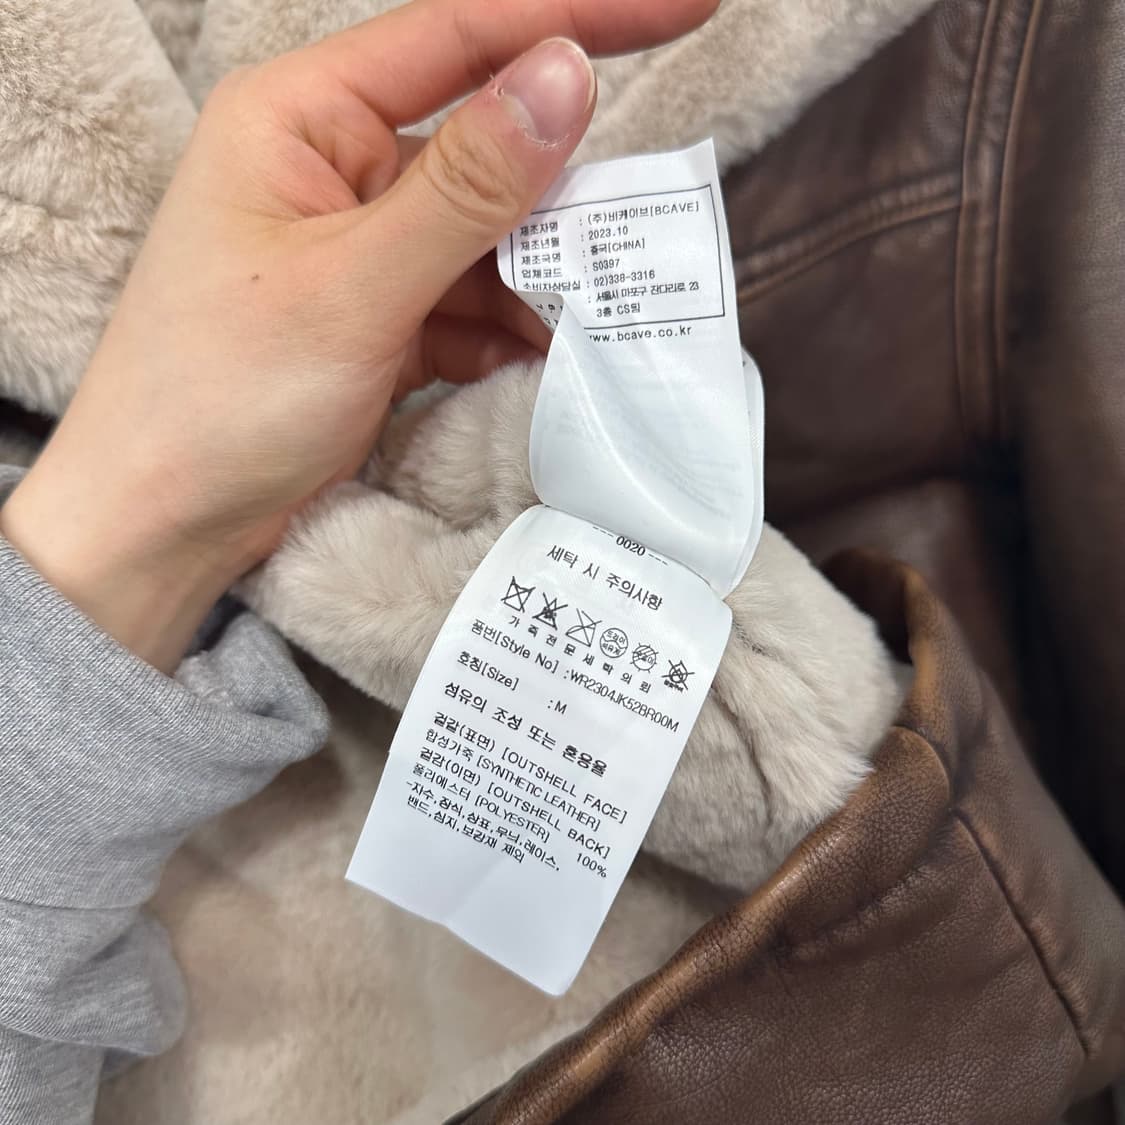 제조자명 : (주)비케이브[BCAVE]
제조년월 : 2023.10
제조국명 : 중국[CHINA]
업체코드 : S0397
소비자상담실 : 02)338-3316
: 서울시 마포구 잔다리로 23
3층 CS팀
www.bcave.co.kr
--- 0020 ---
세탁 시 주의사항
드라이
석유계
가죽전문세탁의뢰
품번[Style No] :WR2304JK52BR00M
호칭[Size] :M
섬유의 조성 또는 혼용율
겉감(표면) [OUTSHELL FACE]
합성가죽 [SYNTHETIC LEATHER]
겉감(이면) [OUTSHELL BACK]
폴리에스터 [POLYESTER] 100%
-자수,장식,상표,무늬,레이스,
밴드,심지,보강재 제외